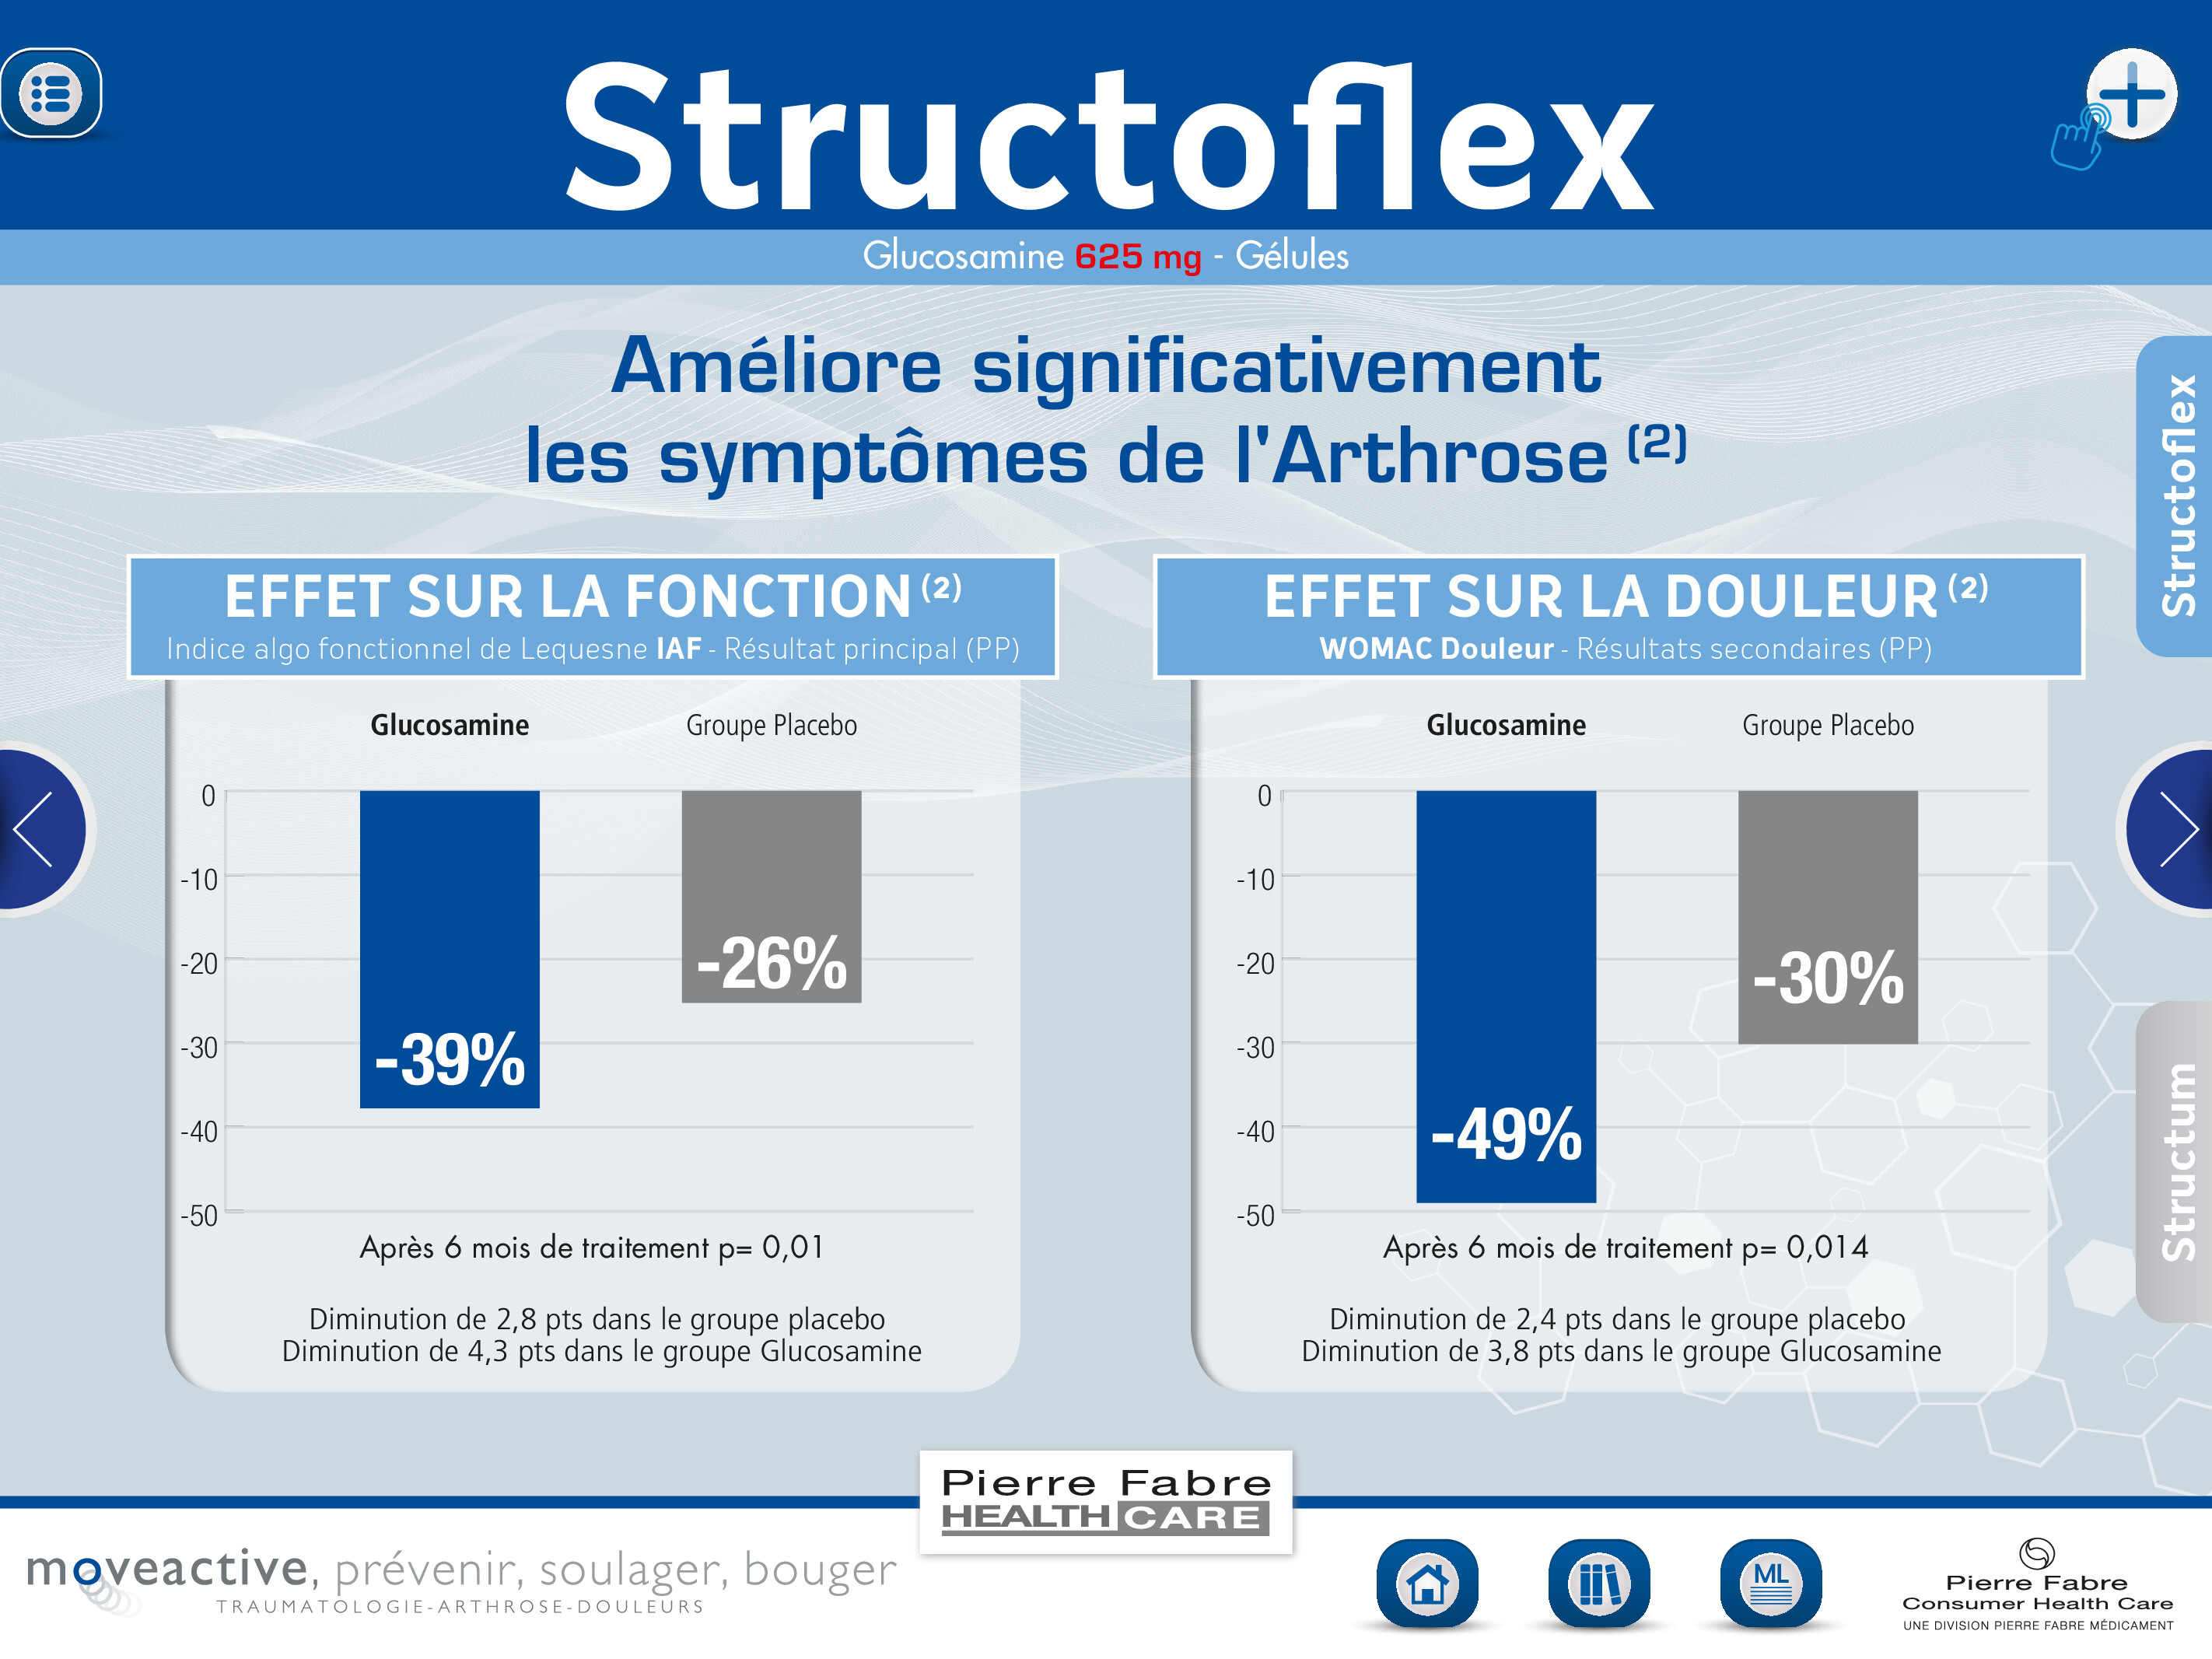 Structoflex
Glucosamine 625 mg - Gélules
Améliore significativement
les symptômes de l'Arthrose (2)
EFFET SUR LA FONCTION (2)
Indice algo fonctionnel de Lequesne IAF - Résultat principal (PP)
Glucosamine
Groupe Placebo
0
-10
-20
-30
-40
-50
-39%
-26%
Après 6 mois de traitement p= 0,01
Diminution de 2,8 pts dans le groupe placebo
Diminution de 4,3 pts dans le groupe Glucosamine
EFFET SUR LA DOULEUR (2)
WOMAC Douleur - Résultats secondaires (PP)
Glucosamine
Groupe Placebo
0
-10
-20
-30
-40
-50
-49%
-30%
Après 6 mois de traitement p= 0,014
Diminution de 2,4 pts dans le groupe placebo
Diminution de 3,8 pts dans le groupe Glucosamine
Structoflex
Structum
Pierre Fabre
HEALTH CARE
moveactive, prévenir, soulager, bouger
TRAUMATOLOGIE-ARTHROSE-DOULEURS
ML
Pierre Fabre
Consumer Health Care
UNE DIVISION PIERRE FABRE MÉDICAMENT